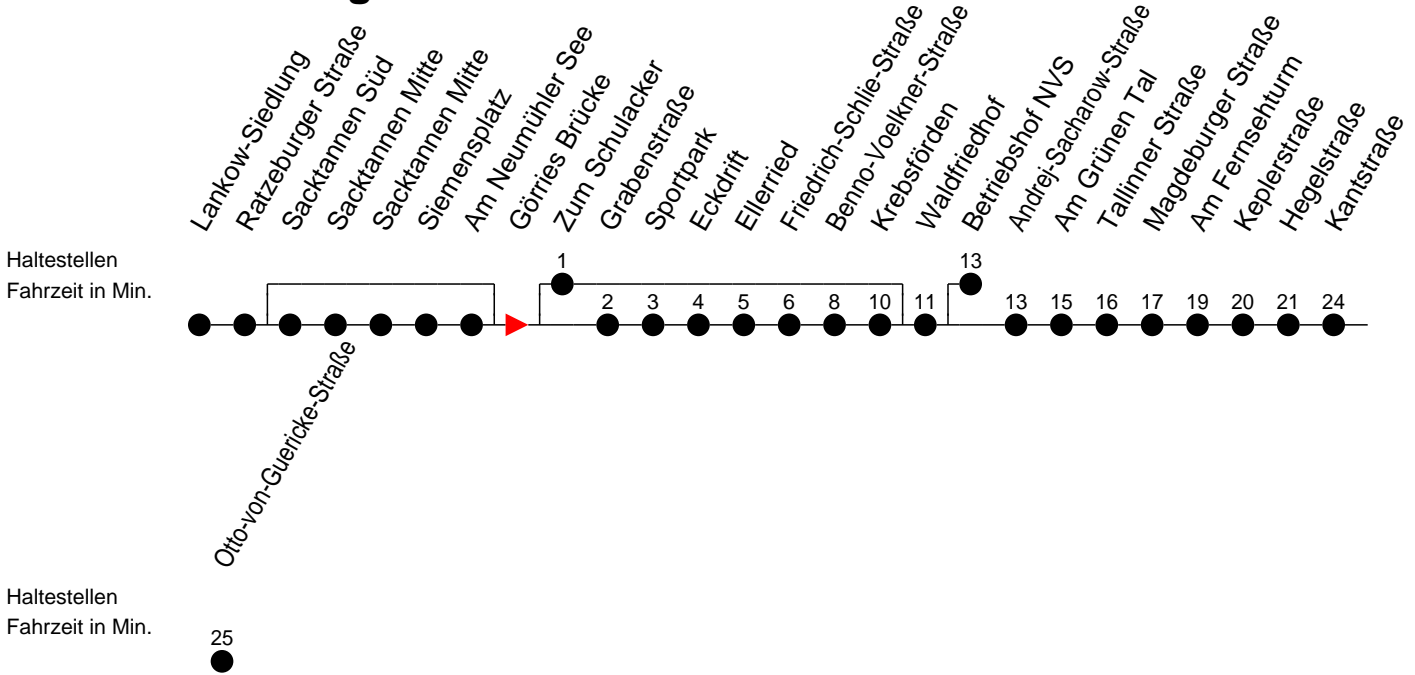 Lankow-Siedlung
Ratzeburger Straße
Sacktannen Süd
Sacktannen Mitte
Sacktannen Mitte
Siemensplatz
Am Neumühler See
Görries Brücke
Zum Schulacker
Grabenstraße
Sportpark
Eckdrift
Ellerried
Friedrich-Schlie-Straße
Benno-Voelkner-Straße
Krebsförden
Waldfriedhof
Betriebshof NVS
Andrej-Sacharow-Straße
Am Grünen Tal
Tallinner Straße
Magdeburger Straße
Am Fernsehturm
Keplerstraße
Hegelstraße
Kantstraße
Haltestellen
Fahrzeit in Min.
1 13
2 3 4 5 6 8 10 11 13 15 16 17 19 20 21 24
Otto-von-Guericke-Straße
Haltestellen
Fahrzeit in Min.
25